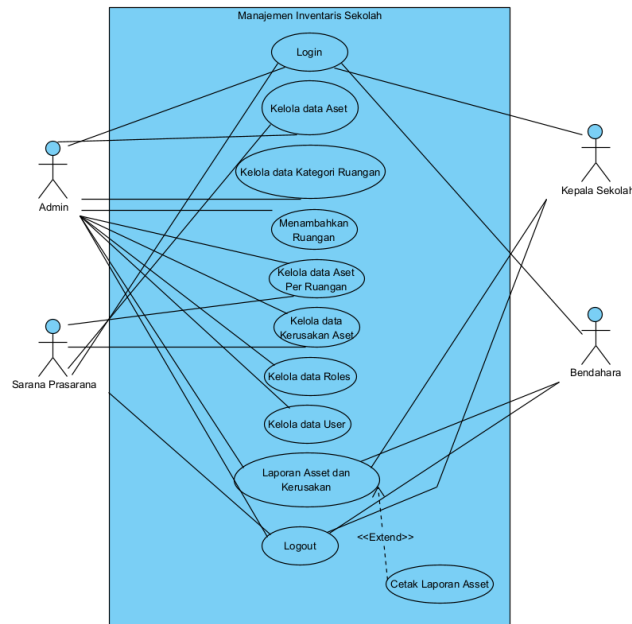 Manajemen Inventaris Sekolah
Login
Kelola data Aset
Kelola data Kategori Ruangan
Admin
Kepala Sekolah
Menambahkan
Ruangan
Kelola data Aset
Per Ruangan
Kelola data
Kerusakan Aset
Sarana Prasarana
Kelola data Roles
Bendahara
Kelola data User
Laporan Asset dan
Kerusakan
Logout
<<Extend>>
Cetak Laporan Asset